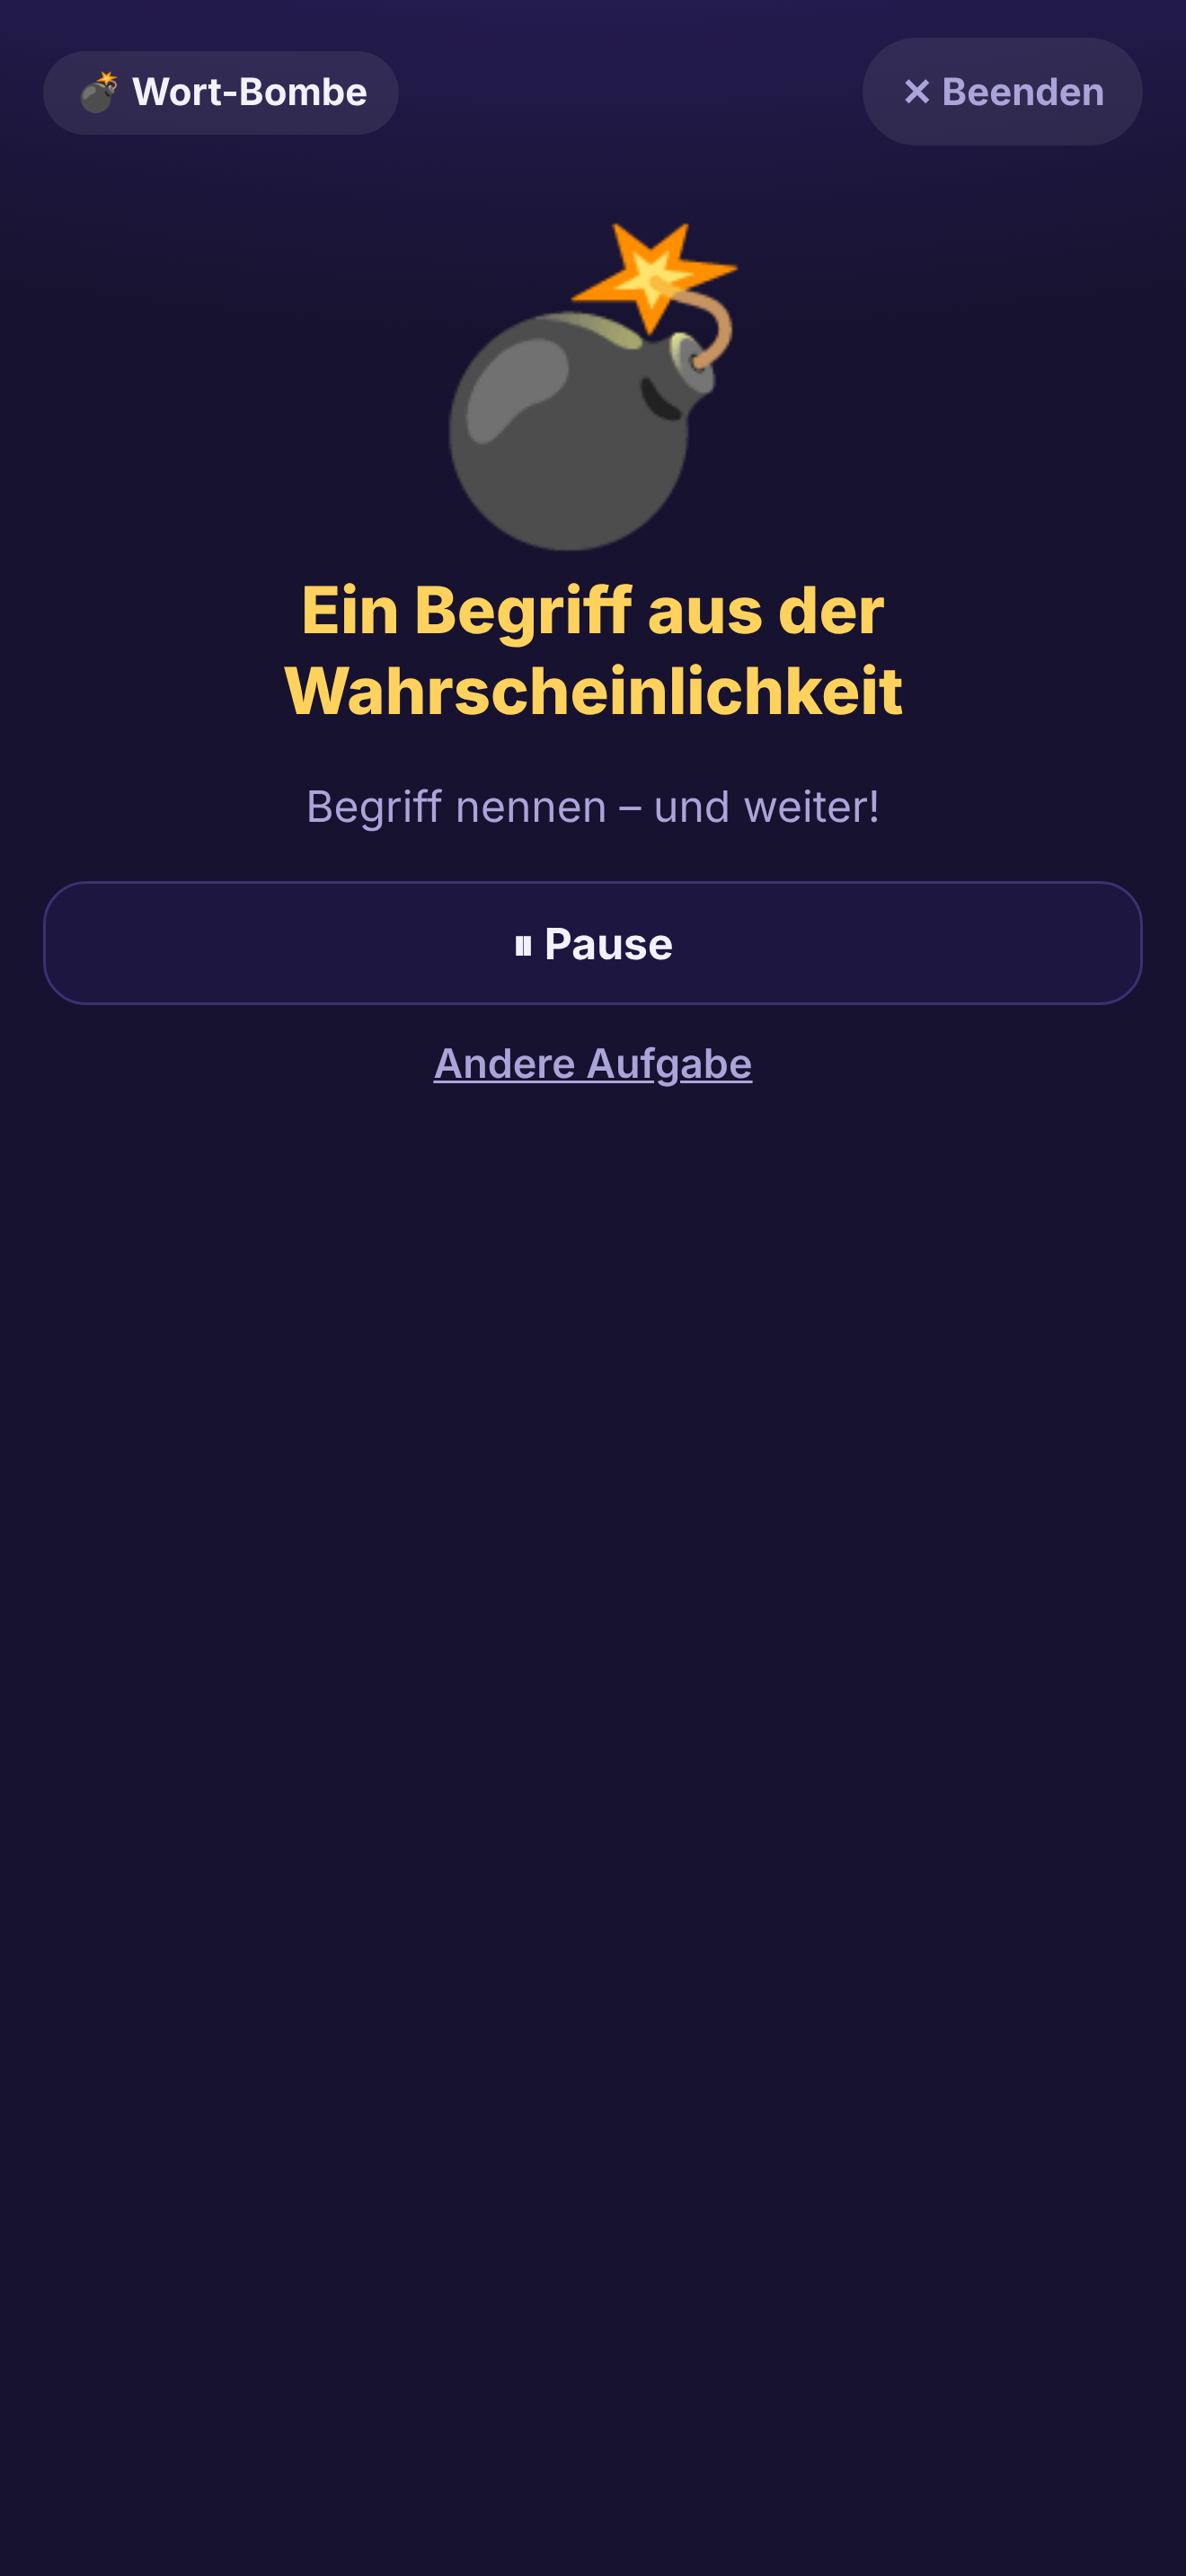 💣 Wort-Bombe
✕ Beenden
Ein Begriff aus der
Wahrscheinlichkeit
Begriff nennen – und weiter!
⏸ Pause
Andere Aufgabe